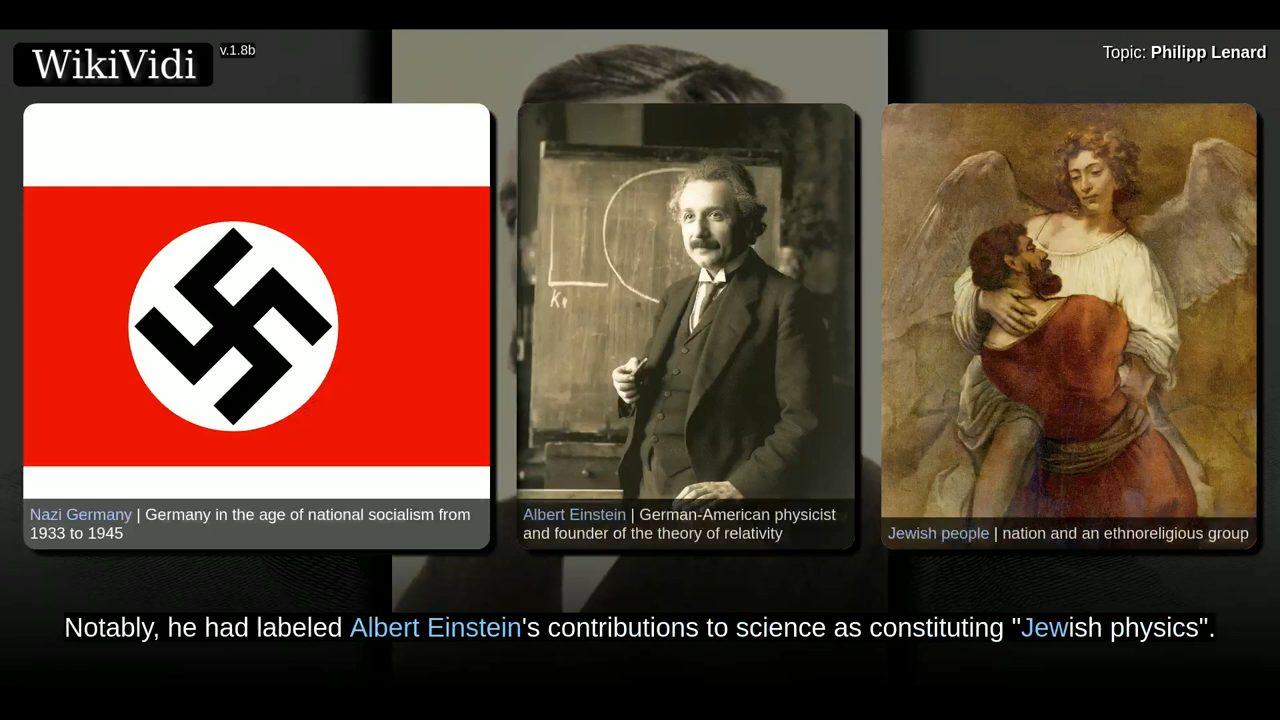 WikiVidi
v.1.8b
Topic: Philipp Lenard
Nazi Germany | Germany in the age of national socialism from
1933 to 1945
Albert Einstein | German-American physicist
and founder of the theory of relativity
Jewish people | nation and an ethnoreligious group
Notably, he had labeled Albert Einstein's contributions to science as constituting "Jewish physics".